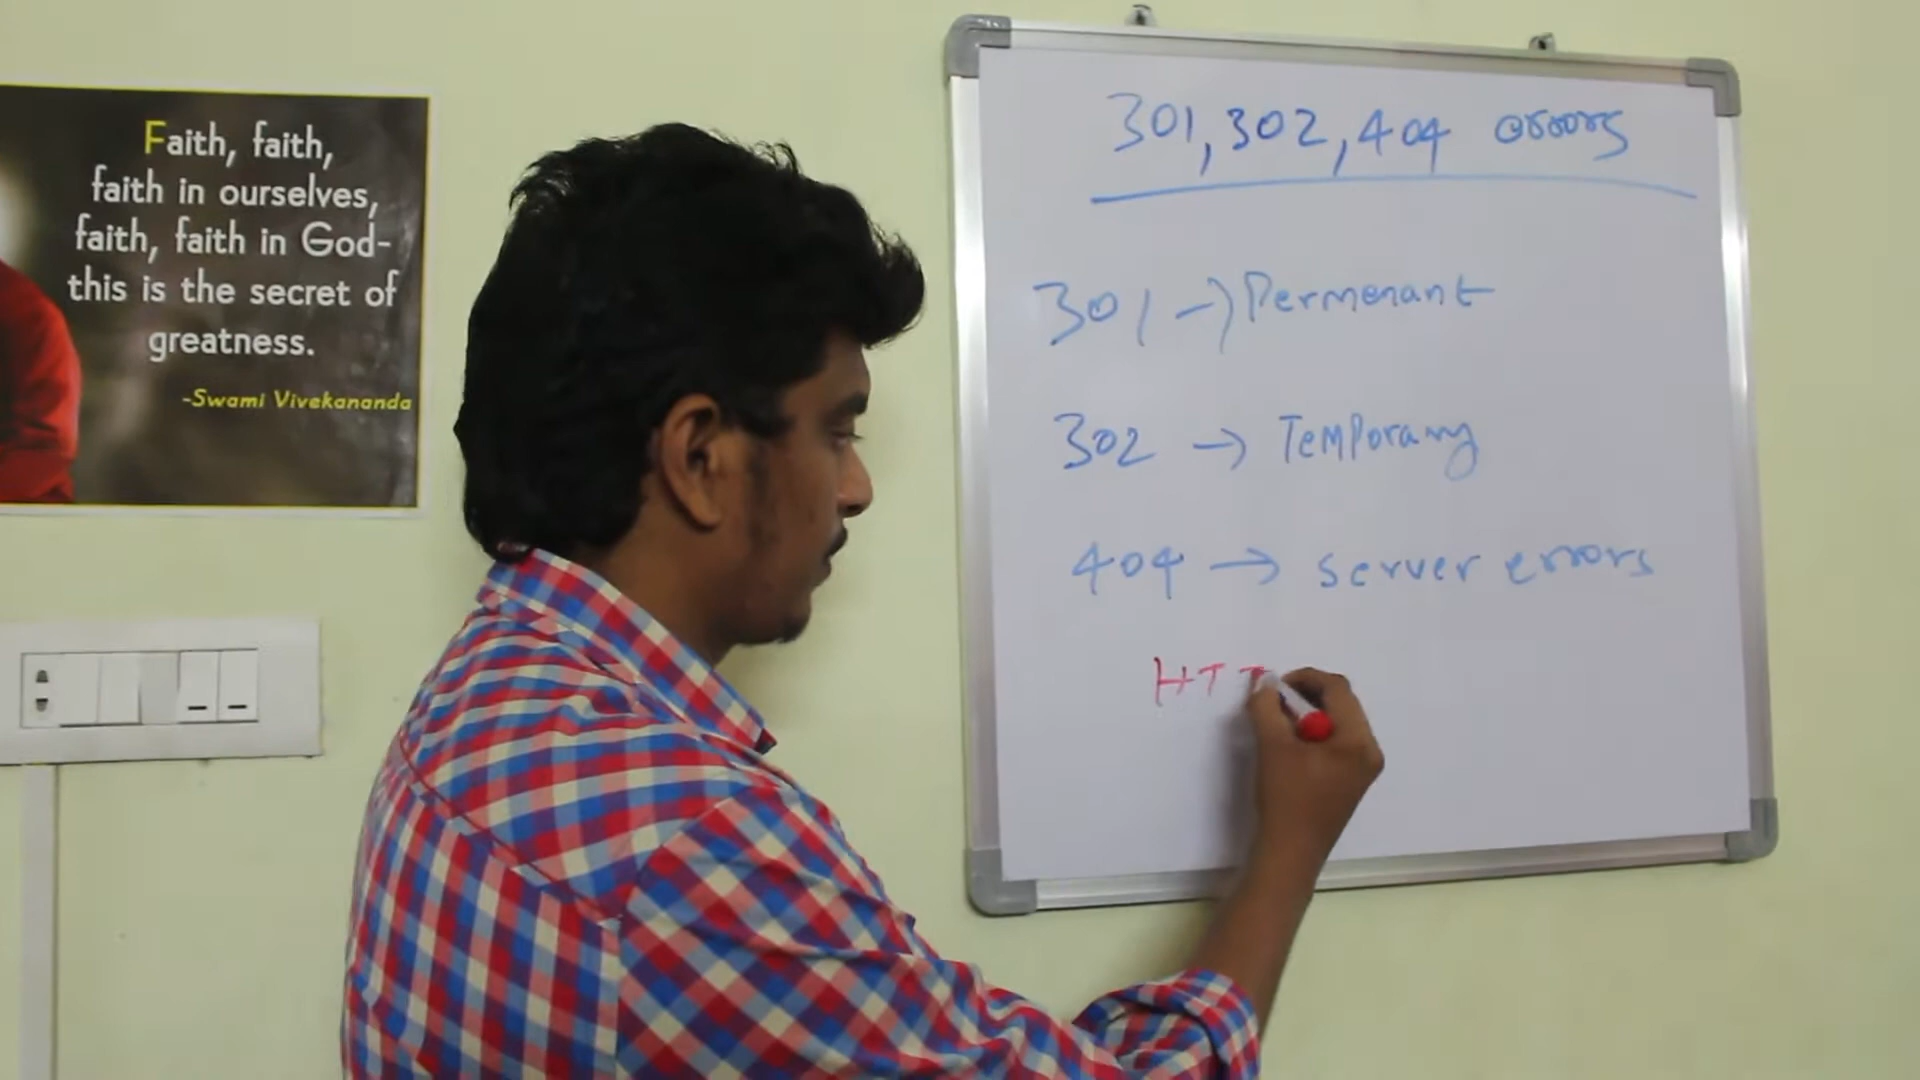 Faith, faith,
faith in ourselves,
faith, faith in God-
this is the secret of
greatness.
-Swami Vivekananda
301,302,404 errors
301 → Permenant
302 → Temporary
404 → server errors
HTT